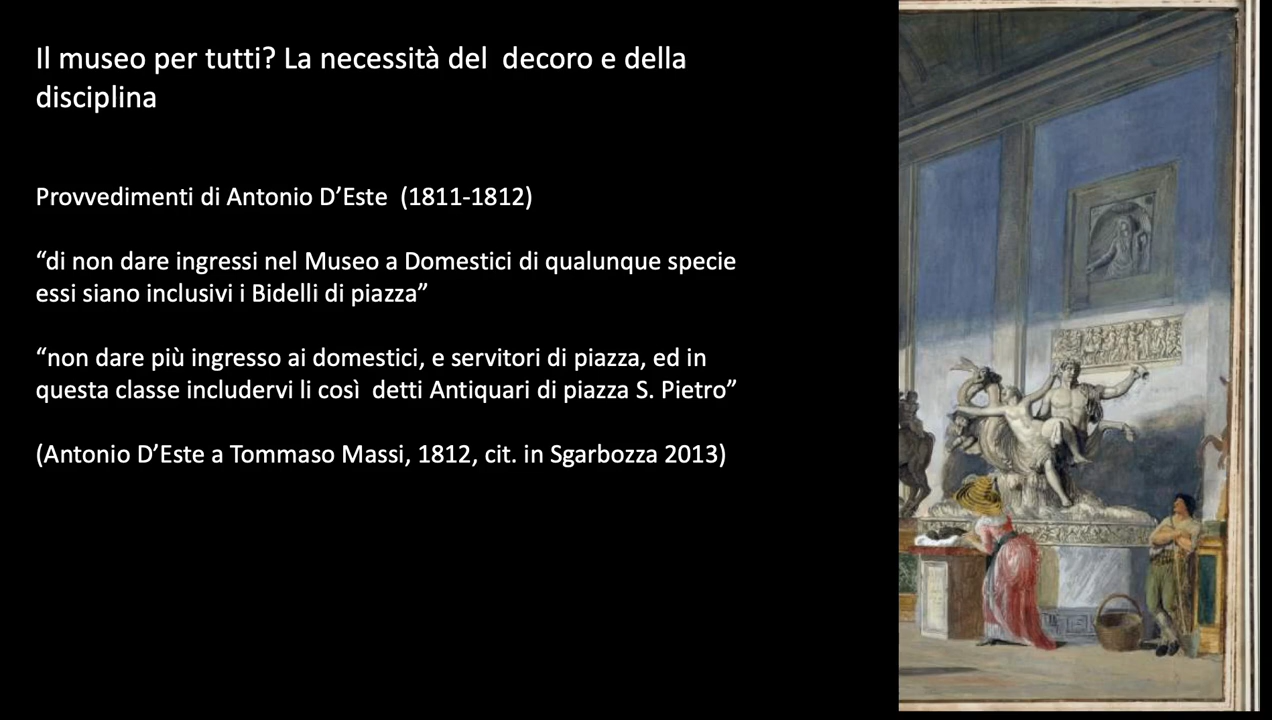 Il museo per tutti? La necessità del  decoro e della
disciplina
Provvedimenti di Antonio D’Este  (1811-1812)
“di non dare ingressi nel Museo a Domestici di qualunque specie
essi siano inclusivi i Bidelli di piazza”
“non dare più ingresso ai domestici, e servitori di piazza, ed in
questa classe includervi li così  detti Antiquari di piazza S. Pietro”
(Antonio D’Este a Tommaso Massi, 1812, cit. in Sgarbozza 2013)